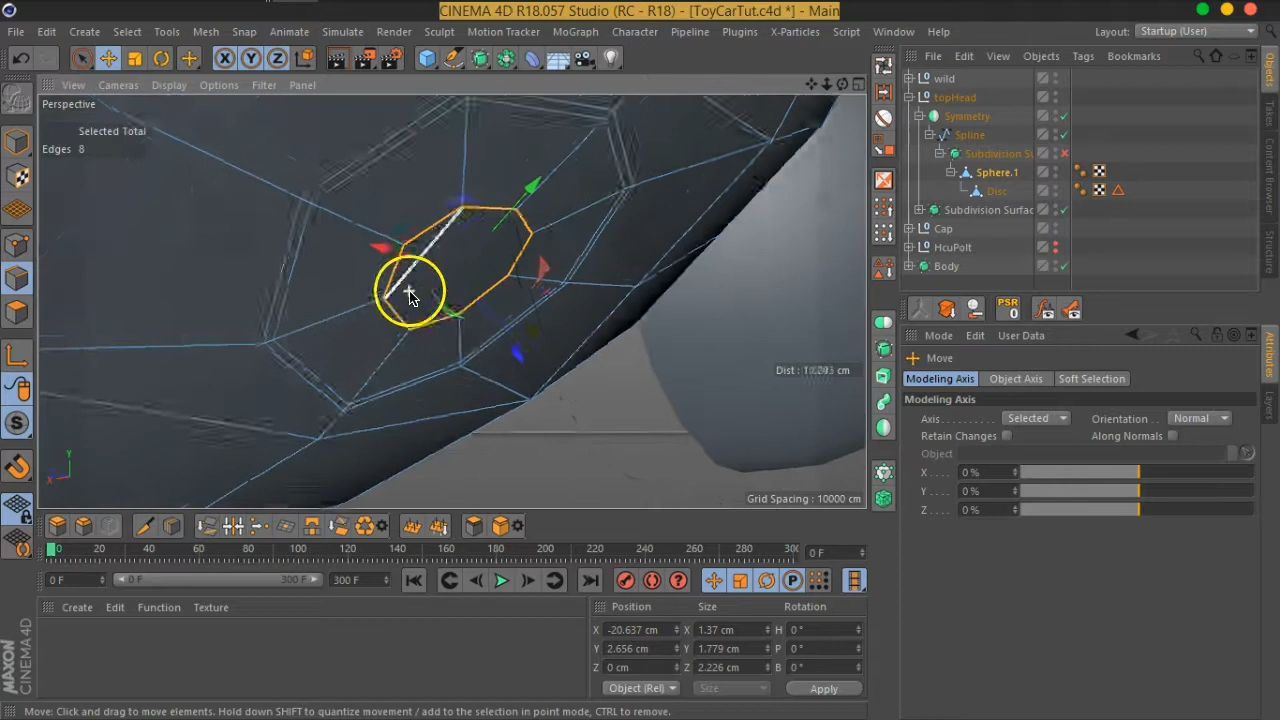 CINEMA 4D R18.057 Studio (RC - R18) - [ToyCarTut.c4d *] - Main
File Edit Create Select Tools Mesh Snap Animate Simulate Render Sculpt Motion Tracker MoGraph Character Pipeline Plugins X-Particles Script Window Help Layout: Startup (User)
X Y Z
View Cameras Display Options Filter Panel
File Edit View Objects Tags Bookmarks
Perspective
Selected Total
Edges 8
wild
topHead
Symmetry
Spline
Subdivision Su
Sphere.1
Disc
Subdivision Surfac
Cap
HcuPolt
Body
Objects
Takes
Content Browser
Structure
PSR
0
Mode Edit User Data
Move
Modeling Axis Object Axis Soft Selection
Modeling Axis
Axis Selected Orientation Normal
Retain Changes Along Normals
Object
X 0 %
Y 0 %
Z 0 %
Attributes
Layers
Y
X
Grid Spacing : 10000 cm
0 20 40 60 80 100 120 140 160 180 200 220 240 260 280 300 0 F
0 F 0 F 300 F 300 F
P
Create Edit Function Texture
Position Size Rotation
X -20.637 cm X 1.37 cm H 0 °
Y 2.656 cm Y 1.779 cm P 0 °
Z 0 cm Z 2.226 cm B 0 °
Object (Rel) Size Apply
MAXON
CINEMA 4D
Move: Click and drag to move elements. Hold down SHIFT to quantize movement / add to the selection in point mode, CTRL to remove.